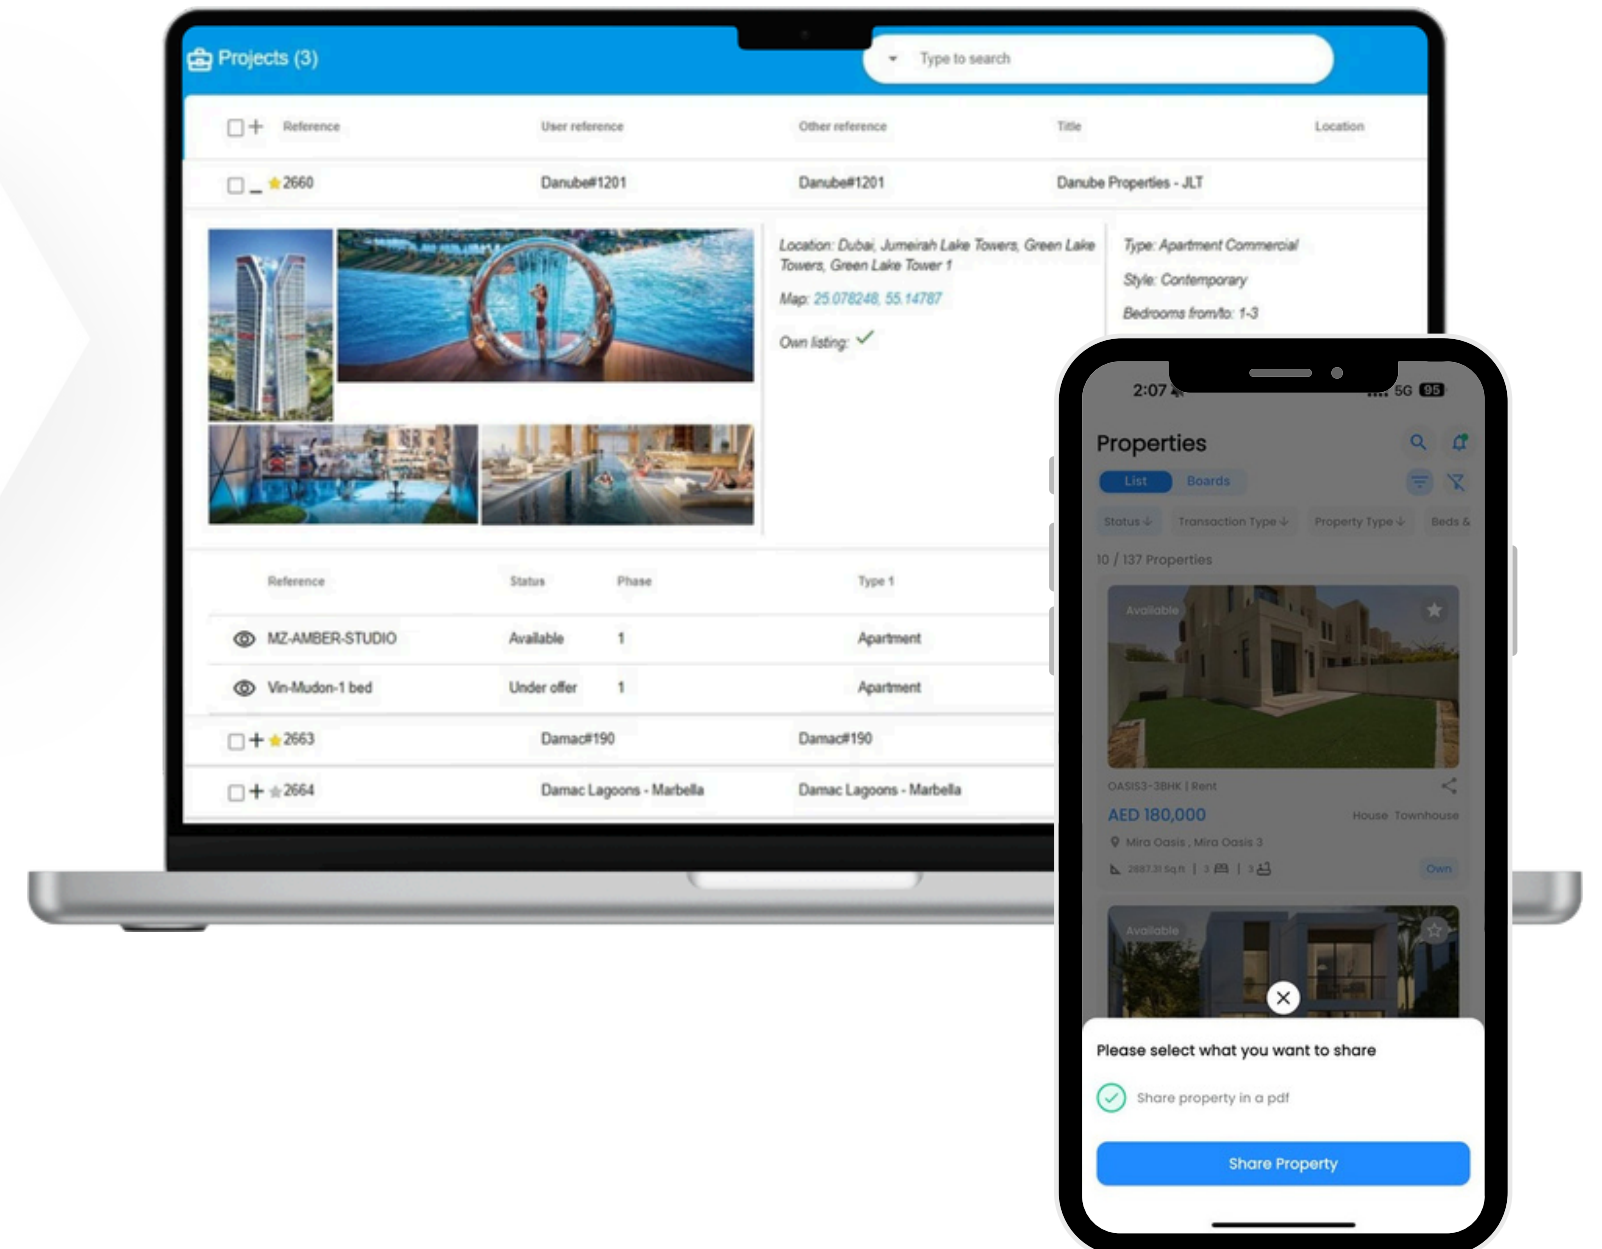 Projects (3)
Type to search
Reference User reference Other reference Title Location
2660 Danube#1201 Danube#1201 Danube Properties - JLT
Location: Dubai, Jumeirah Lake Towers, Green Lake
Towers, Green Lake Tower 1
Map: 25.078248, 55.14787
Own listing:
Type: Apartment Commercial
Style: Contemporary
Bedrooms from/to: 1-3
Reference Status Phase Type 1
MZ-AMBER-STUDIO Available 1 Apartment
Vin-Mudon-1 bed Under offer 1 Apartment
2663 Damac#190 Damac#190
2664 Damac Lagoons - Marbella Damac Lagoons - Marbella
2:07 5G 95
Properties
List Boards
Status Transaction Type Property Type Beds &
10 / 137 Properties
Available
OASIS3-3BHK | Rent
AED 180,000 House Townhouse
Mira Oasis , Mira Oasis 3
2887.31 Sq.ft | 3 | 3 Own
Available
Please select what you want to share
Share property in a pdf
Share Property